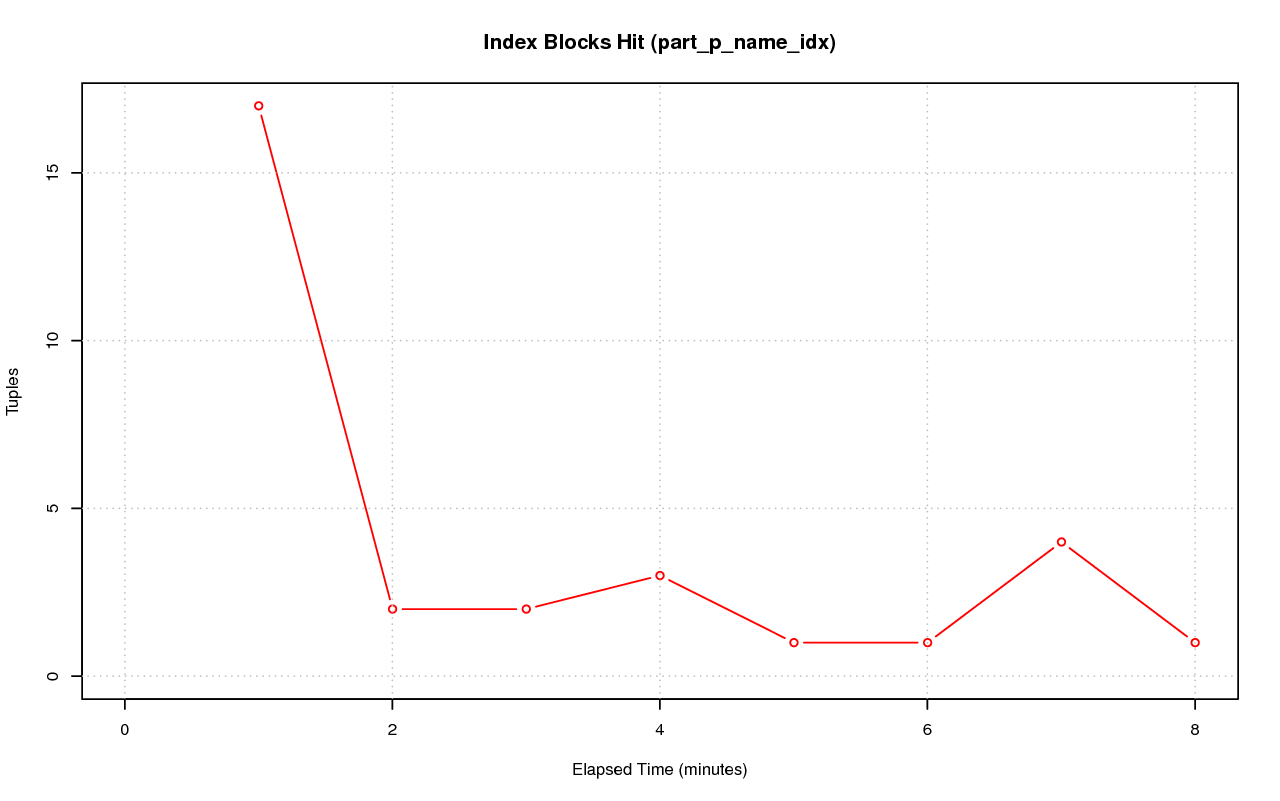 Index Blocks Hit (part_p_name_idx)
Tuples
15
10
5
0
0 2 4 6 8
Elapsed Time (minutes)